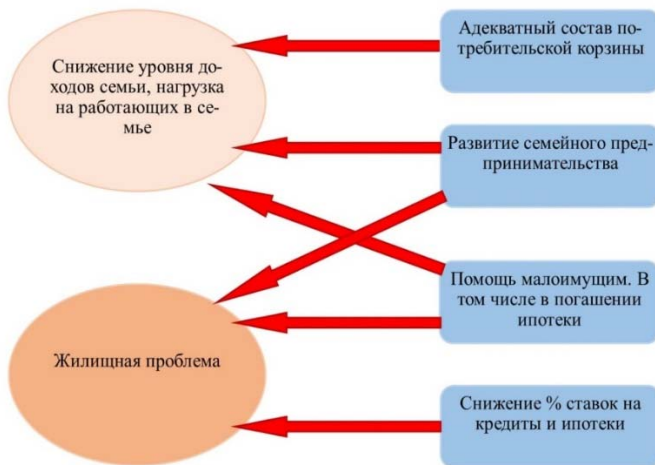 Снижение уровня до-
ходов семьи, нагрузка
на работающих в се-
мье
Жилищная проблема
Адекватный состав по-
требительской корзины
Развитие семейного пред-
принимательства
Помощь малоимущим. В
том числе в погашении
ипотеки
Снижение % ставок на
кредиты и ипотеки